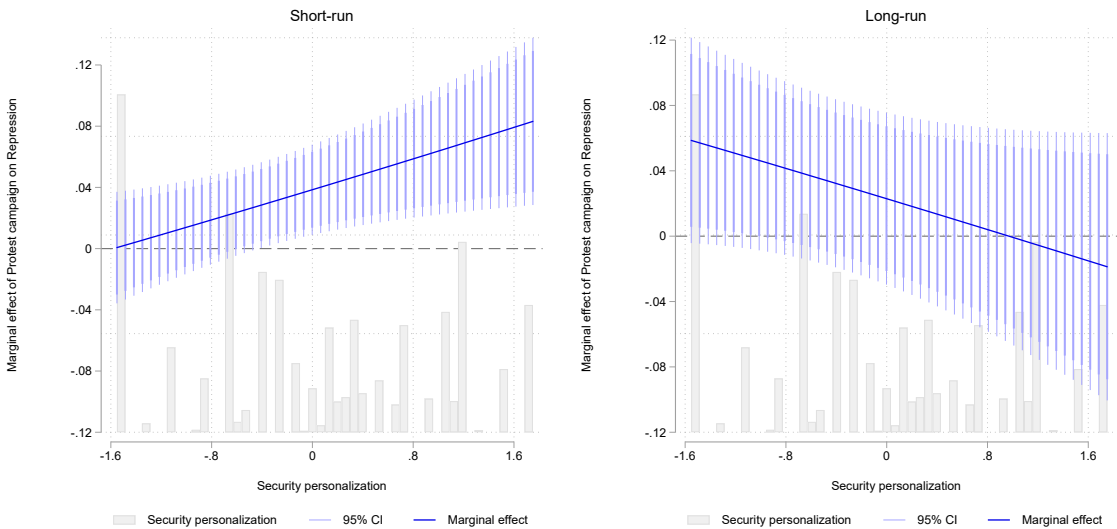 Short-run
Marginal effect of Protest campaign on Repression
.12
.08
.04
0
-.04
-.08
-.12
-1.6 -.8 0 .8 1.6
Security personalization
Security personalization 95% CI Marginal effect
Long-run
Marginal effect of Protest campaign on Repression
.12
.08
.04
0
-.04
-.08
-.12
-1.6 -.8 0 .8 1.6
Security personalization
Security personalization 95% CI Marginal effect